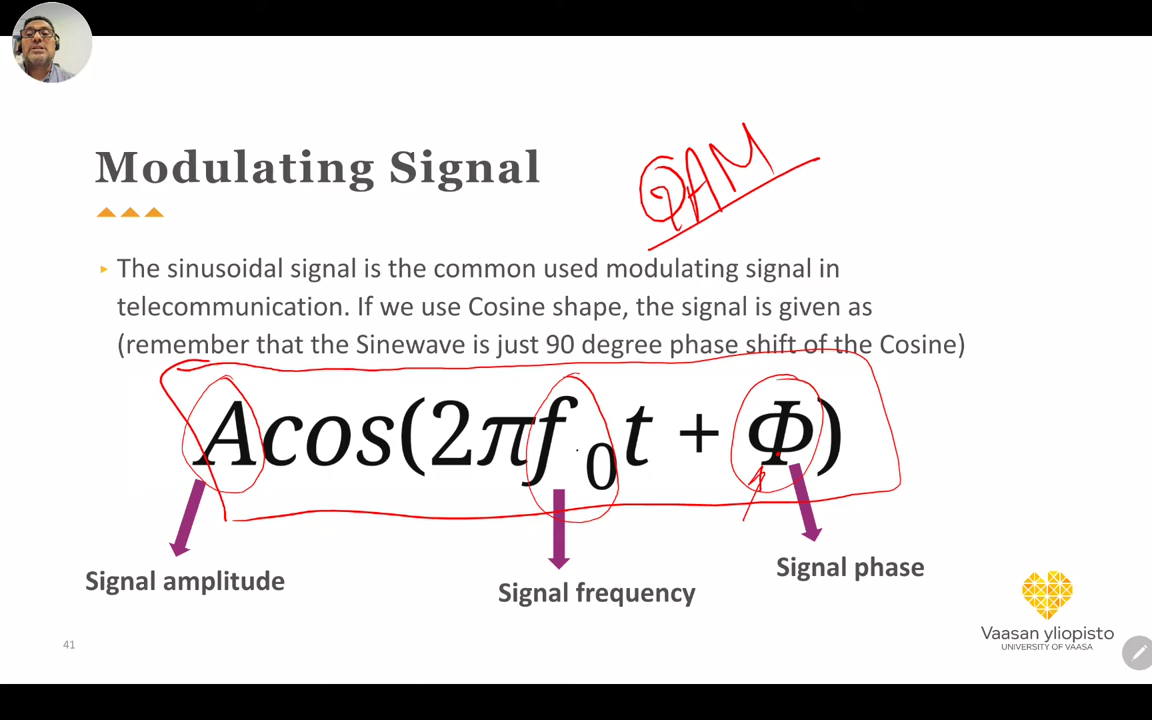 Modulating Signal
QAM
The sinusoidal signal is the common used modulating signal in
telecommunication. If we use Cosine shape, the signal is given as
(remember that the Sinewave is just 90 degree phase shift of the Cosine)
Acos(2πf₀t + Φ)
Signal amplitude
Signal frequency
Signal phase
41
Vaasan yliopisto
UNIVERSITY OF VAASA